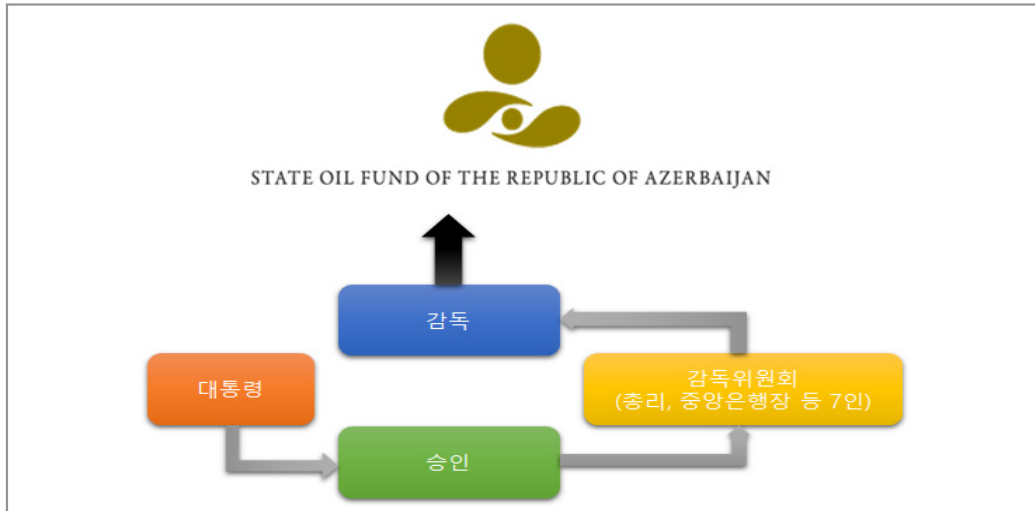 STATE OIL FUND OF THE REPUBLIC OF AZERBAIJAN
감독
대통령
감독위원회
(총리, 중앙은행장 등 7인)
승인